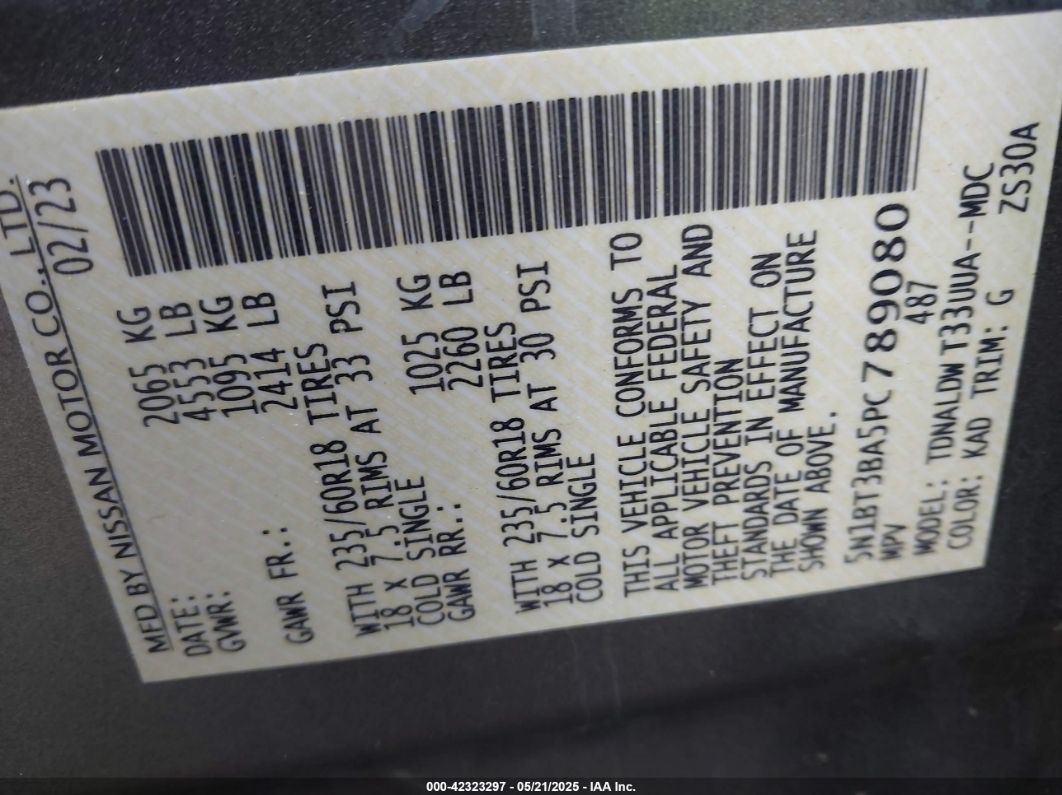 MFD BY NISSAN MOTOR CO., LTD.
DATE: 02/23
GVWR: 2065 KG
4553 LB
GAWR FR.: 1095 KG
2414 LB
WITH 235/60R18 TIRES
18 X 7.5 RIMS AT 33 PSI
COLD SINGLE
GAWR RR.: 1025 KG
2260 LB
WITH 235/60R18 TIRES
18 X 7.5 RIMS AT 30 PSI
COLD SINGLE
THIS VEHICLE CONFORMS TO
ALL APPLICABLE FEDERAL
MOTOR VEHICLE SAFETY AND
THEFT PREVENTION
STANDARDS IN EFFECT ON
THE DATE OF MANUFACTURE
SHOWN ABOVE.
5N1BT3BA5PC789080
MPV 487
MODEL: TDNALDWT33UUA--MDC
COLOR: KAD TRIM: G ZS30A
000-42323297 - 05/21/2025 - IAA Inc.